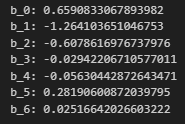 b_0: 0.6590833067893982
b_1: -1.264103651046753
b_2: -0.6078616976737976
b_3: -0.02942206710577011
b_4: -0.05630442872643471
b_5: 0.28190600872039795
b_6: 0.02516642026603222